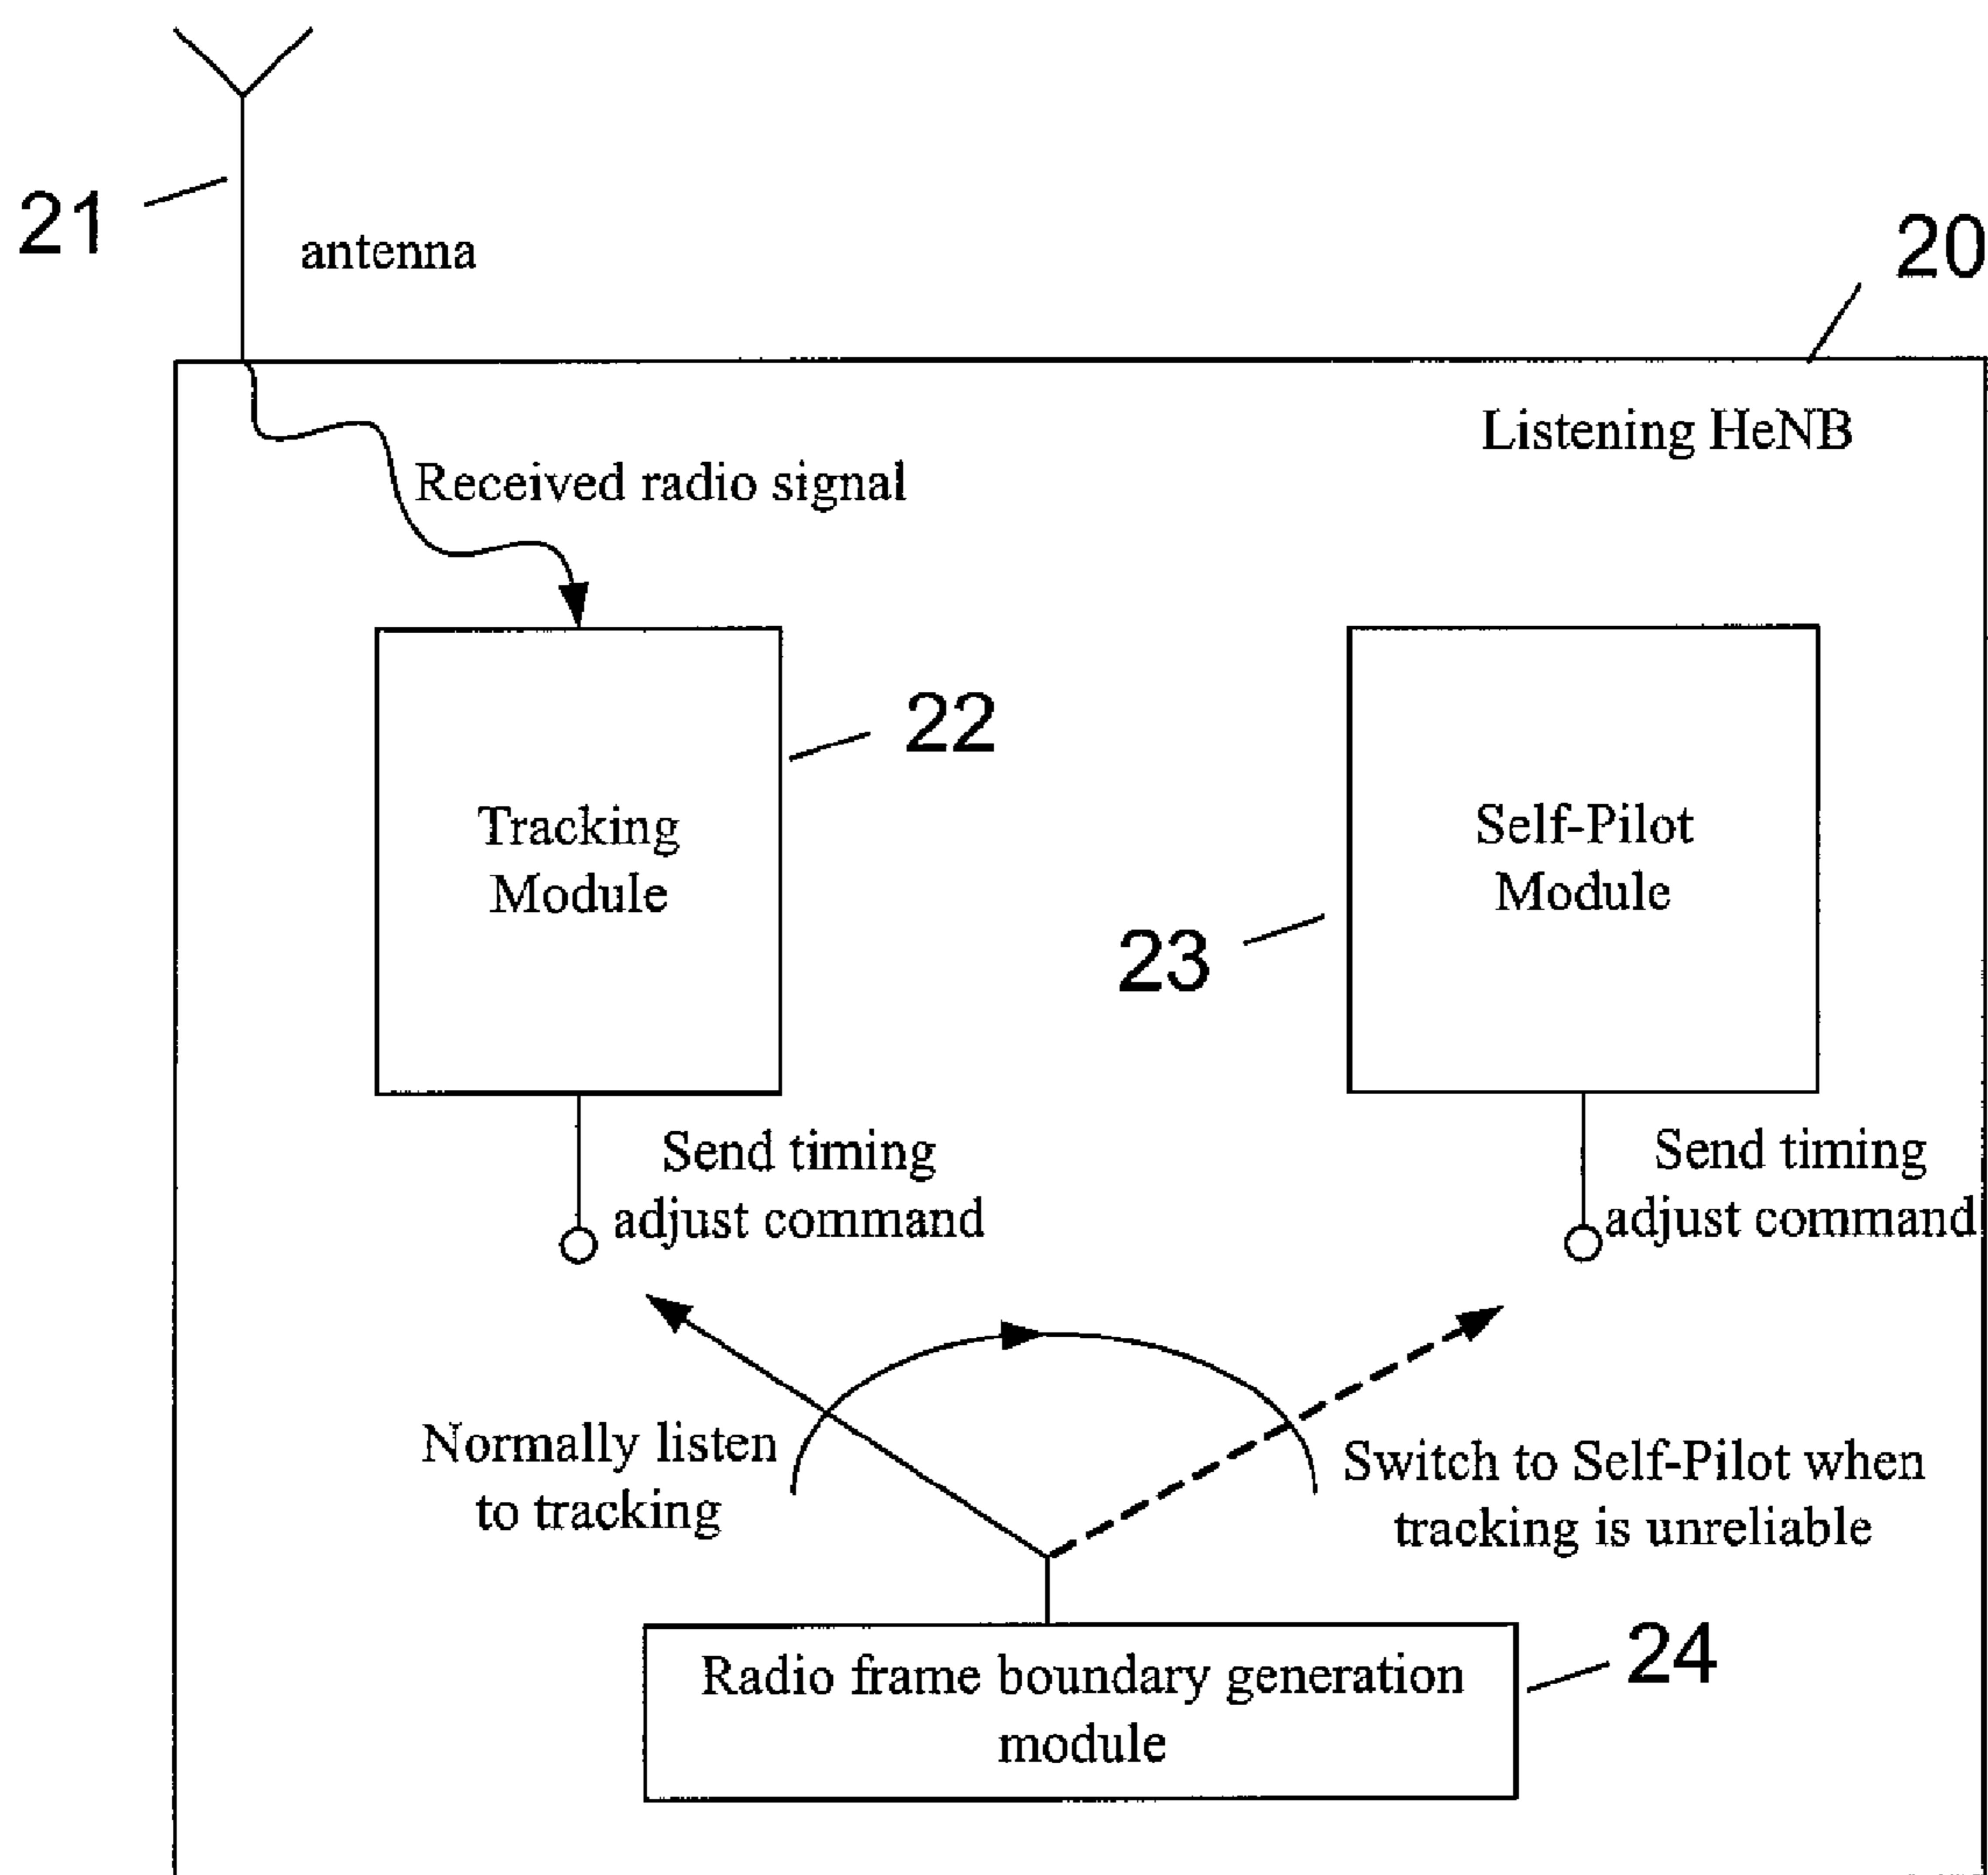 21
antenna
20
Listening HeNB
Received radio signal
22
Tracking
Module
Self-Pilot
Module
23
Send timing
adjust command
Send timing
adjust command
Normally listen
to tracking
Switch to Self-Pilot when
tracking is unreliable
24
Radio frame boundary generation
module